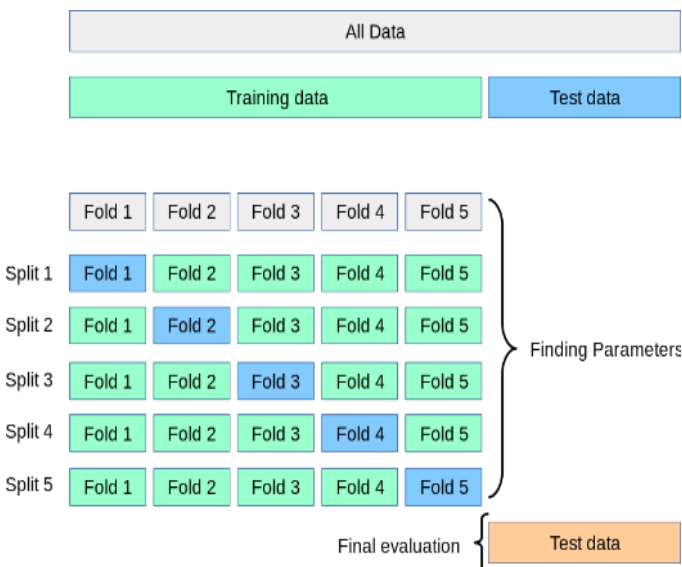 All Data
Training data Test data
Fold 1 Fold 2 Fold 3 Fold 4 Fold 5
Split 1 Fold 1 Fold 2 Fold 3 Fold 4 Fold 5
Split 2 Fold 1 Fold 2 Fold 3 Fold 4 Fold 5
Finding Parameters
Split 3 Fold 1 Fold 2 Fold 3 Fold 4 Fold 5
Split 4 Fold 1 Fold 2 Fold 3 Fold 4 Fold 5
Split 5 Fold 1 Fold 2 Fold 3 Fold 4 Fold 5
Final evaluation Test data